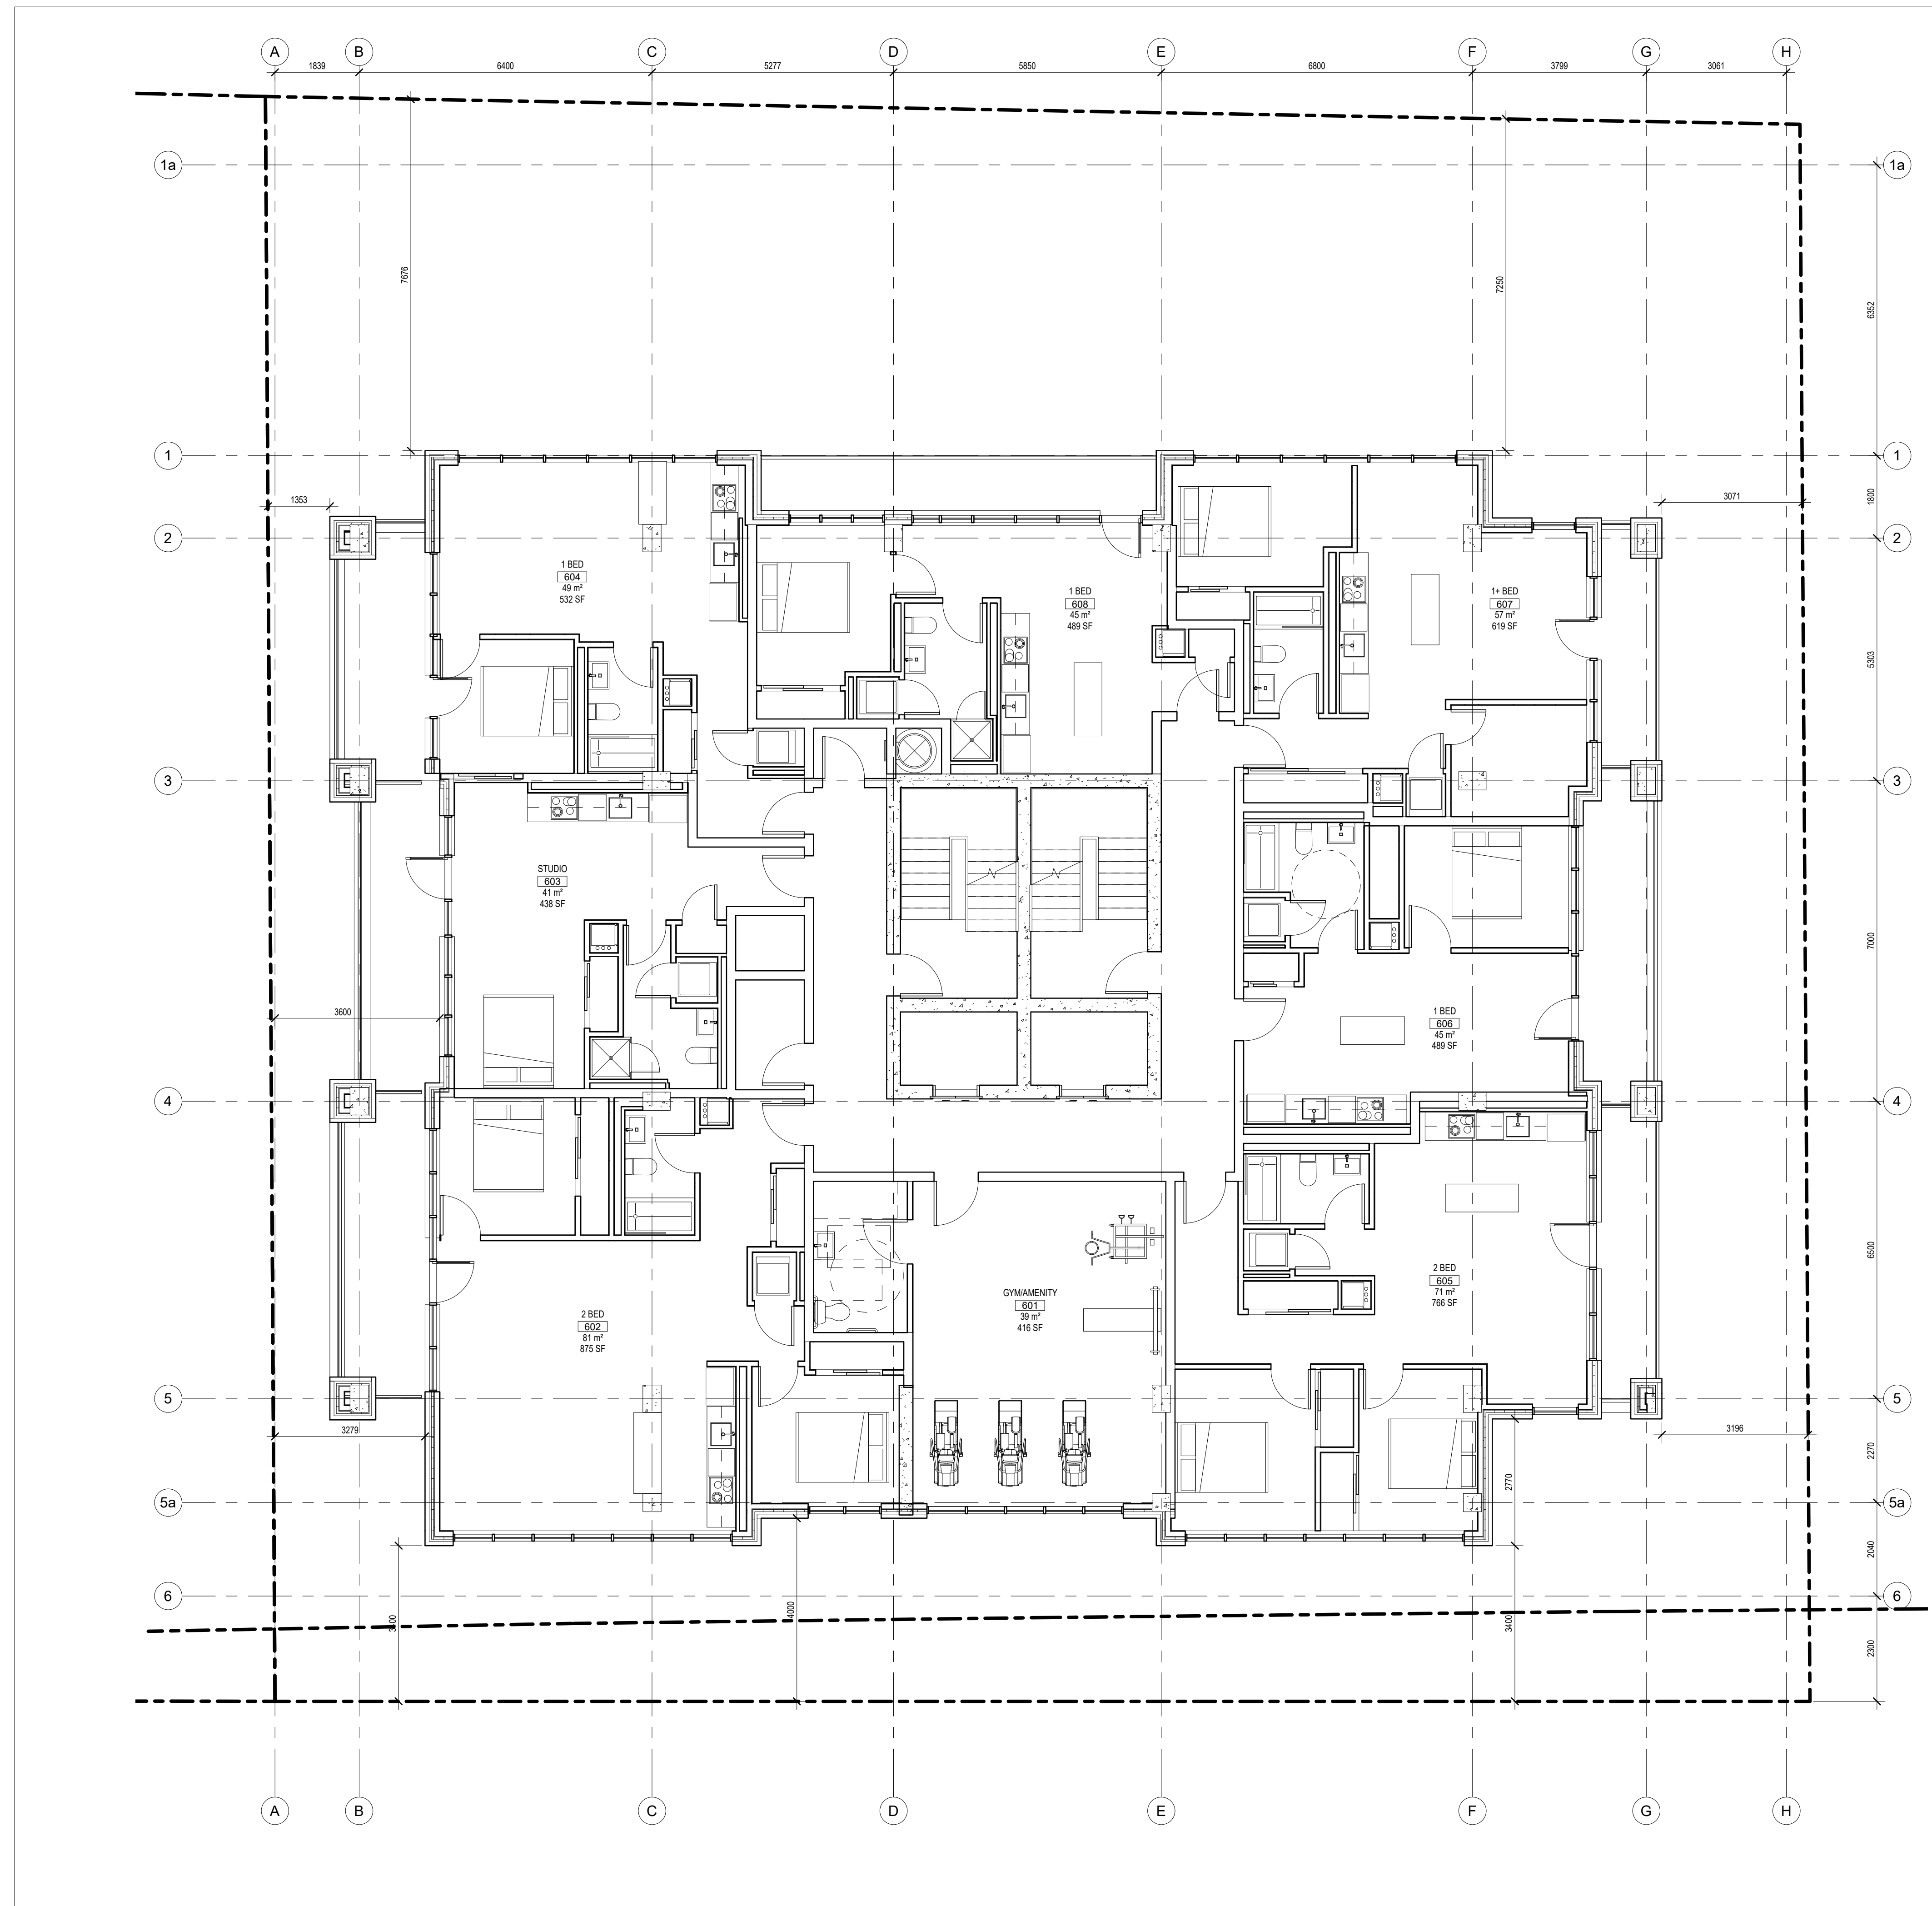 A B C D E F G H
1839 6400 5277 5850 6800 3799 3061
1a 1a
7676 7250 6352
1 1
1353 3071 1800
2 2
1 BED
604
49 m²
532 SF
1 BED
608
45 m²
489 SF
1+ BED
607
57 m²
619 SF
5303
3 3
STUDIO
603
41 m²
438 SF
7000
3600
1 BED
606
45 m²
489 SF
4 4
6500
2 BED
602
81 m²
875 SF
GYM/AMENITY
601
39 m²
416 SF
2 BED
605
71 m²
766 SF
5 5
3279 3196
2270
2770
5a 5a
2040
6 6
4000 3400
2300
A B C D E F G H